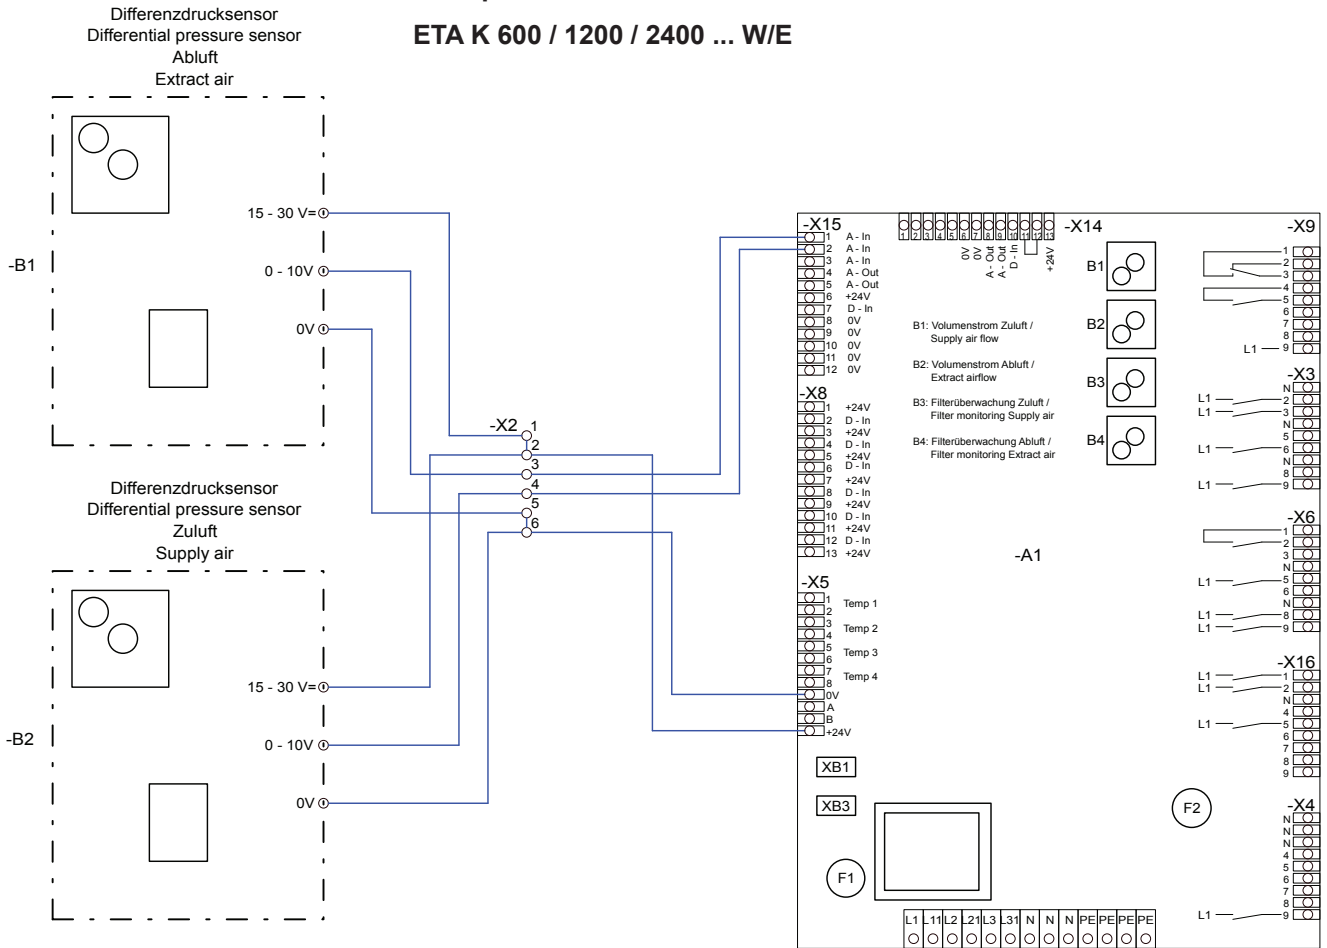 Differenzdrucksensor
Differential pressure sensor
Abluft
Extract air
ETA K 600 / 1200 / 2400 ... W/E
-B1
15 - 30 V=
0 - 10V
0V
Differenzdrucksensor
Differential pressure sensor
Zuluft
Supply air
-B2
15 - 30 V=
0 - 10V
0V
-X2
1
2
3
4
5
6
-X15
1 A - In
2 A - In
3 A - In
4 A - Out
5 A - Out
6 +24V
7 D - In
8 0V
9 0V
10 0V
11 0V
12 0V
-X8
1 +24V
2 D - In
3 +24V
4 D - In
5 +24V
6 D - In
7 +24V
8 D - In
9 +24V
10 D - In
11 +24V
12 D - In
13 +24V
-X5
1
2
Temp 1
3
4
Temp 2
5
6
Temp 3
7
8
Temp 4
0V
A
B
+24V
XB1
XB3
F1
-X14
1 2 3 4 5 6 7 8 9 10 11 12 13
0V
0V
A - Out
A - Out
D - In
+24V
B1
B2
B3
B4
B1: Volumenstrom Zuluft /
Supply air flow
B2: Volumenstrom Abluft /
Extract airflow
B3: Filterüberwachung Zuluft /
Filter monitoring Supply air
B4: Filterüberwachung Abluft /
Filter monitoring Extract air
-A1
F2
-X9
1
2
3
4
5
6
7
8
L1 9
-X3
N
L1 2
L1 3
N
5
L1 6
N
8
L1 9
-X6
1
2
3
N
L1 5
6
N
L1 8
L1 9
-X16
L1 1
L1 2
N
4
L1 5
6
7
8
9
-X4
N
N
N
4
5
6
7
8
L1 9
L1 L11 L2 L21 L3 L31 N N N PE PE PE PE